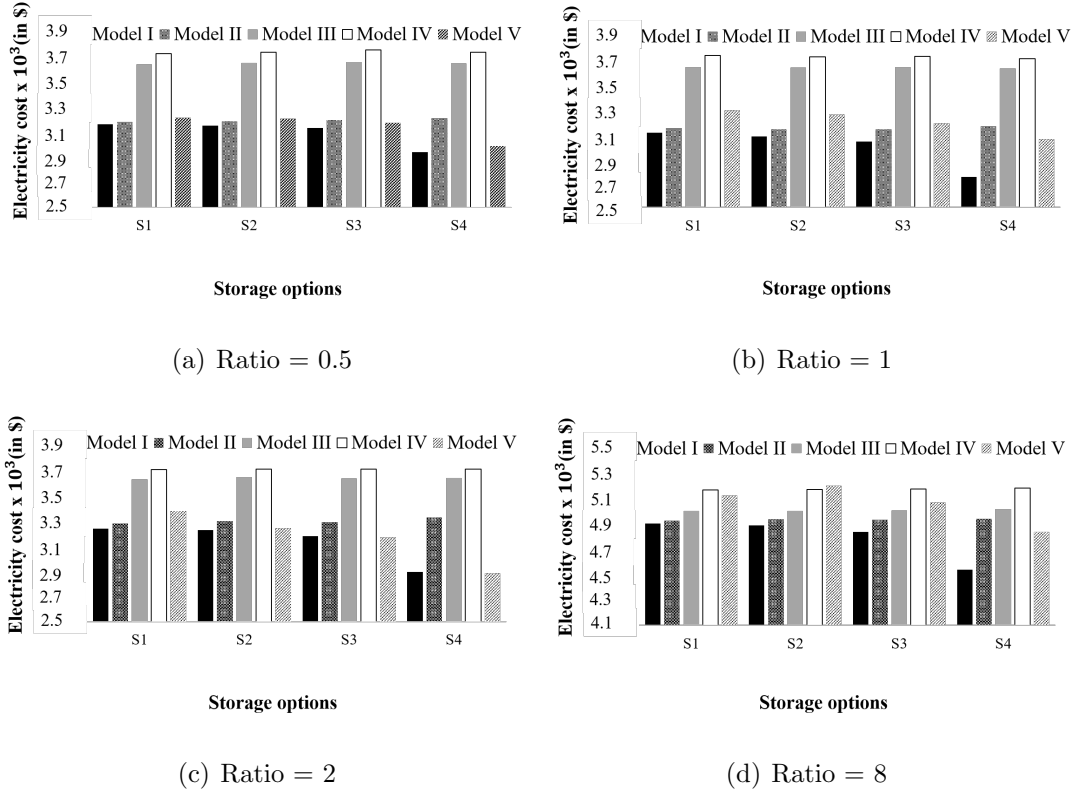 Electricity cost x 10³(in $)
3.9
3.7
3.5
3.3
3.1
2.9
2.7
2.5
Model I Model II Model III Model IV Model V
S1 S2 S3 S4
Storage options
(a) Ratio = 0.5
Electricity cost x 10³(in $)
3.9
3.7
3.5
3.3
3.1
2.9
2.7
2.5
Model I Model II Model III Model IV Model V
S1 S2 S3 S4
Storage options
(b) Ratio = 1
Electricity cost x 10³(in $)
3.9
3.7
3.5
3.3
3.1
2.9
2.7
2.5
Model I Model II Model III Model IV Model V
S1 S2 S3 S4
Storage options
(c) Ratio = 2
Electricity cost x 10³(in $)
5.5
5.3
5.1
4.9
4.7
4.5
4.3
4.1
Model I Model II Model III Model IV Model V
S1 S2 S3 S4
Storage options
(d) Ratio = 8